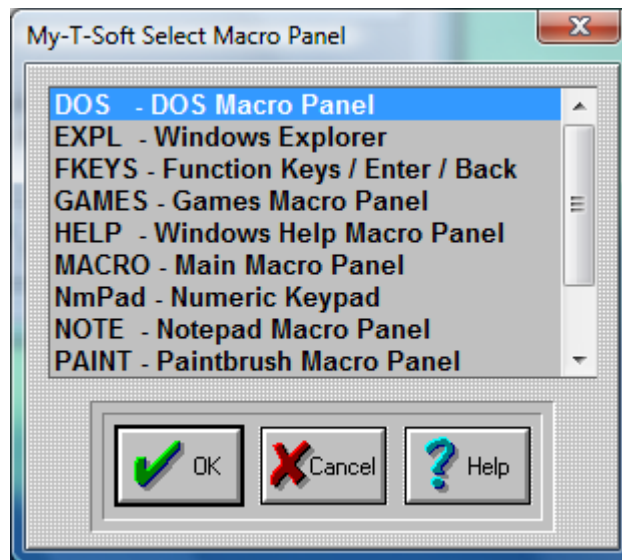 My-T-Soft Select Macro Panel
DOS - DOS Macro Panel
EXPL - Windows Explorer
FKEYS - Function Keys / Enter / Back
GAMES - Games Macro Panel
HELP - Windows Help Macro Panel
MACRO - Main Macro Panel
NmPad - Numeric Keypad
NOTE - Notepad Macro Panel
PAINT - Paintbrush Macro Panel
OK Cancel Help